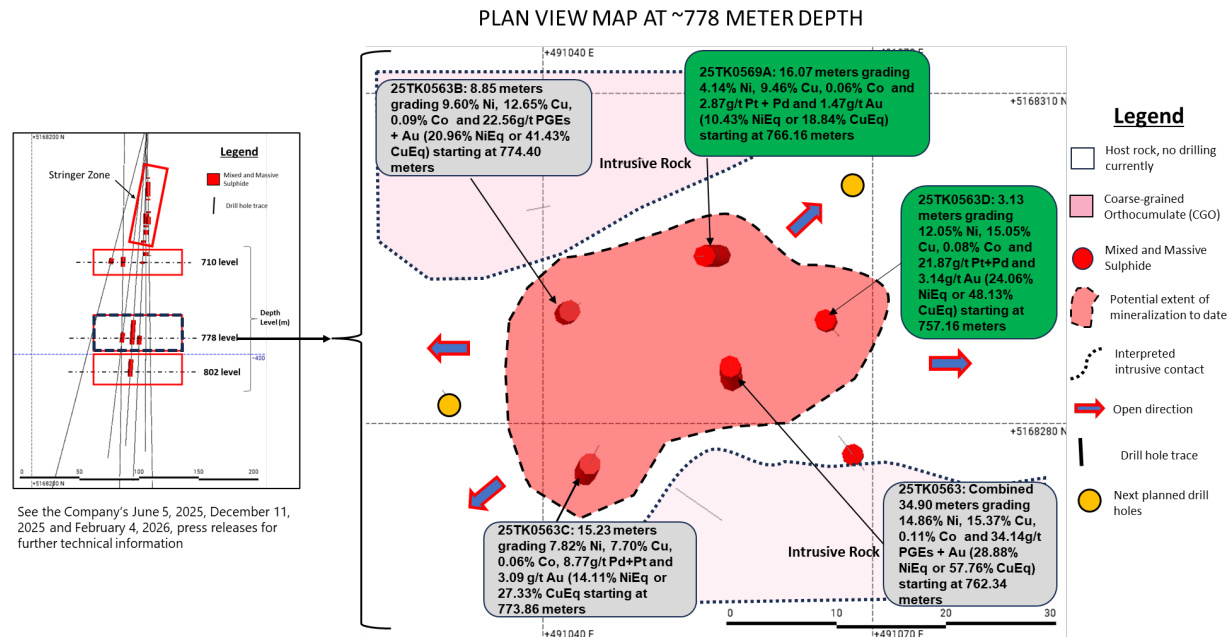 PLAN VIEW MAP AT ~778 METER DEPTH
+491040 E
+5168310 N
25TK0563B: 8.85 meters
grading 9.60% Ni, 12.65% Cu,
0.09% Co  and 22.56g/t PGEs
+ Au (20.96% NiEq or 41.43%
CuEq) starting at 774.40
meters
25TK0569A: 16.07 meters grading
4.14% Ni, 9.46% Cu, 0.06% Co and
2.87g/t Pt + Pd and 1.47g/t Au
(10.43% NiEq or 18.84% CuEq)
starting at 766.16 meters
Intrusive Rock
25TK0563D: 3.13
meters grading
12.05% Ni, 15.05%
Cu, 0.08% Co  and
21.87g/t Pt+Pd and
3.14g/t Au (24.06%
NiEq or 48.13%
CuEq) starting at
757.16 meters
+5168280 N
25TK0563C: 15.23 meters
grading 7.82% Ni, 7.70% Cu,
0.06% Co, 8.77g/t Pd+Pt and
3.09 g/t Au (14.11% NiEq or
27.33% CuEq) starting at
773.86 meters
Intrusive Rock
25TK0563: Combined
34.90 meters grading
14.86% Ni, 15.37% Cu,
0.11% Co  and 34.14g/t
PGEs + Au (28.88%
NiEq or 57.76% CuEq)
starting at 762.34
meters
0 10 20 30
+491040 E
+491070 E
+5168200 N
Legend
Mixed and Massive
Sulphide
Drill hole trace
Stringer Zone
710 level
Depth
Level (m)
778 level
-400
802 level
0 50 100 150 200
+5168200 N
See the Company's June 5, 2025, December 11,
2025 and February 4, 2026, press releases for
further technical information
Legend
Host rock, no drilling
currently
Coarse-grained
Orthocumulate (CGO)
Mixed and Massive
Sulphide
Potential extent of
mineralization to date
Interpreted
intrusive contact
Open direction
Drill hole trace
Next planned drill
holes